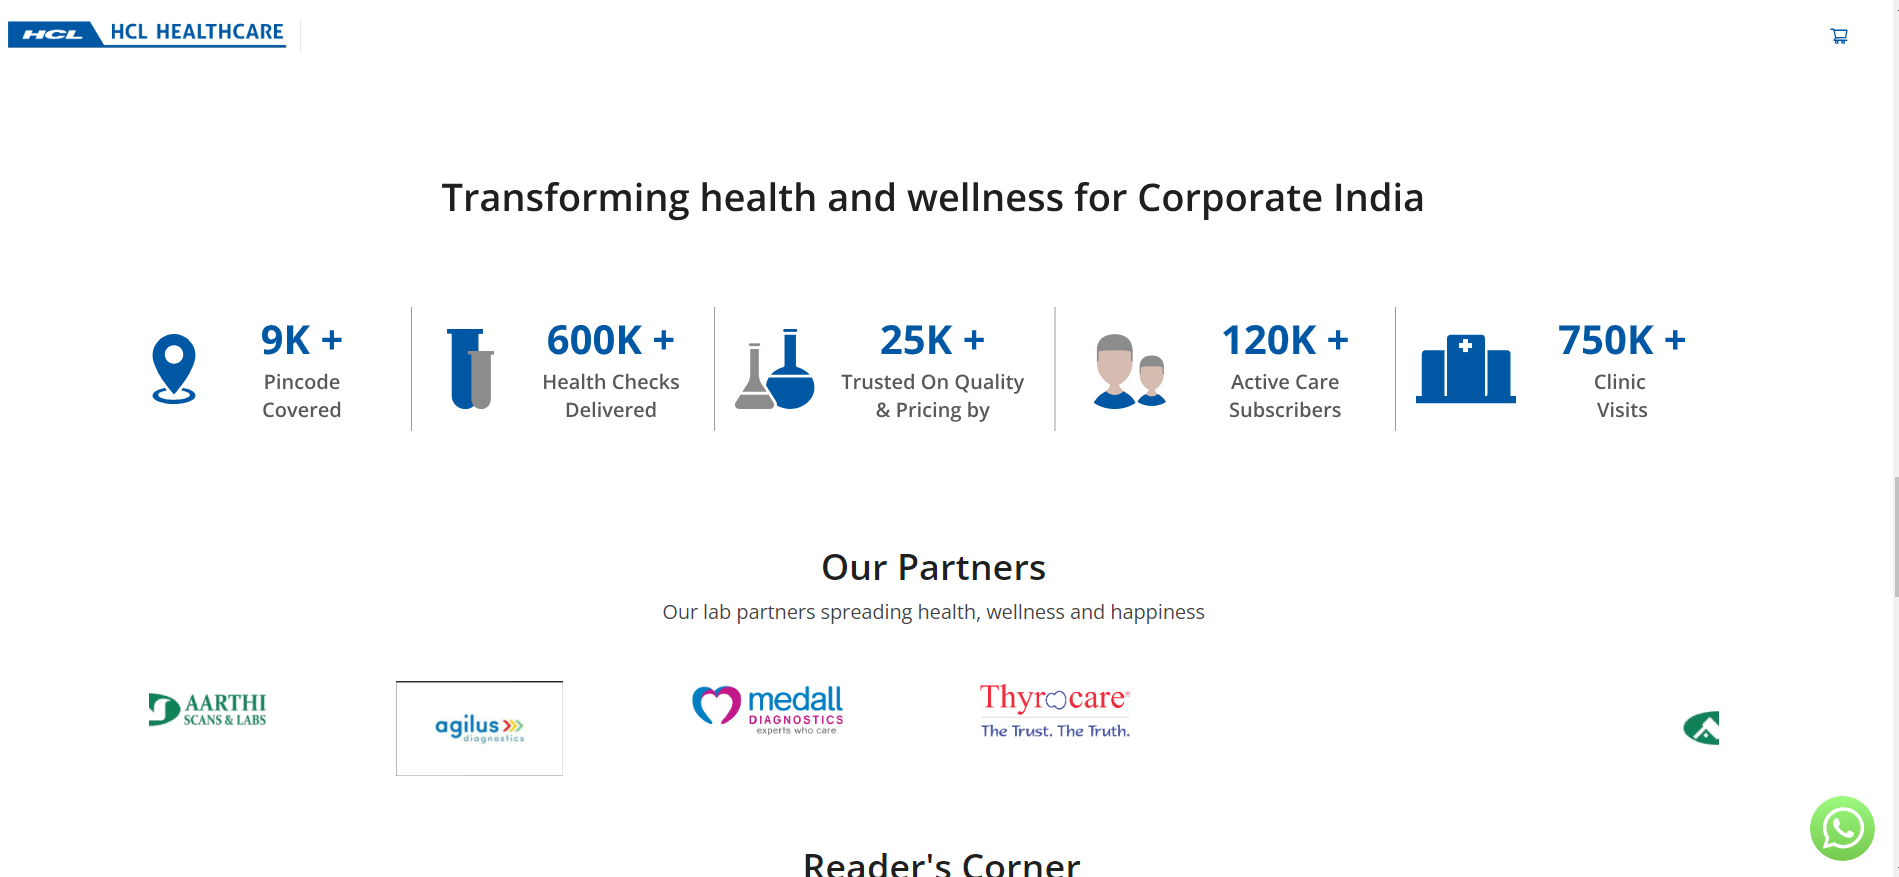 HCL HCL HEALTHCARE
Transforming health and wellness for Corporate India
9K +
Pincode
Covered
600K +
Health Checks
Delivered
25K +
Trusted On Quality
& Pricing by
120K +
Active Care
Subscribers
750K +
Clinic
Visits
Our Partners
Our lab partners spreading health, wellness and happiness
AARTHI
SCANS & LABS
agilus
diagnostics
medall
DIAGNOSTICS
experts who care
Thyrocare®
The Trust. The Truth.
Reader's Corner